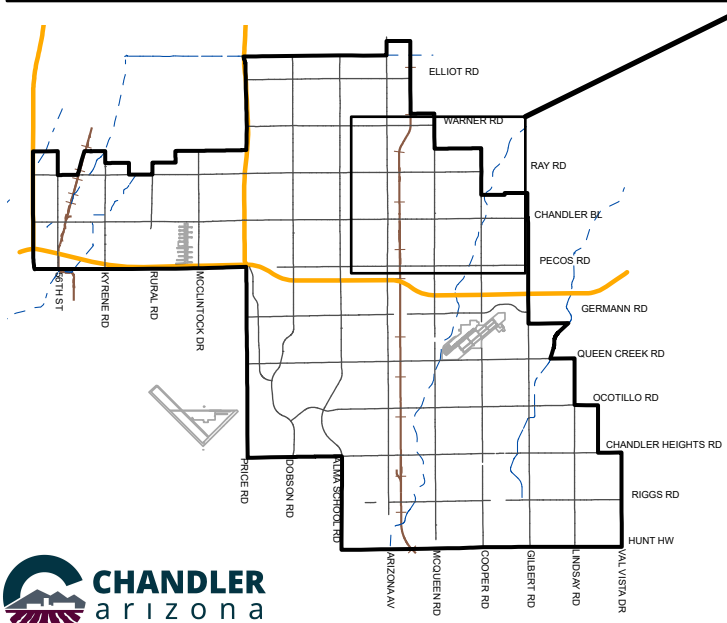 ELLIOT RD
WARNER RD
RAY RD
CHANDLER BL
PECOS RD
GERMANN RD
QUEEN CREEK RD
OCOTILLO RD
CHANDLER HEIGHTS RD
RIGGS RD
HUNT HW
56TH ST
KYRENE RD
RURAL RD
MCCLINTOCK DR
PRICE RD
DOBSON RD
ALMA SCHOOL RD
ARIZONA AV
MCQUEEN RD
COOPER RD
GILBERT RD
LINDSAY RD
VAL VISTA DR
CHANDLER
arizona